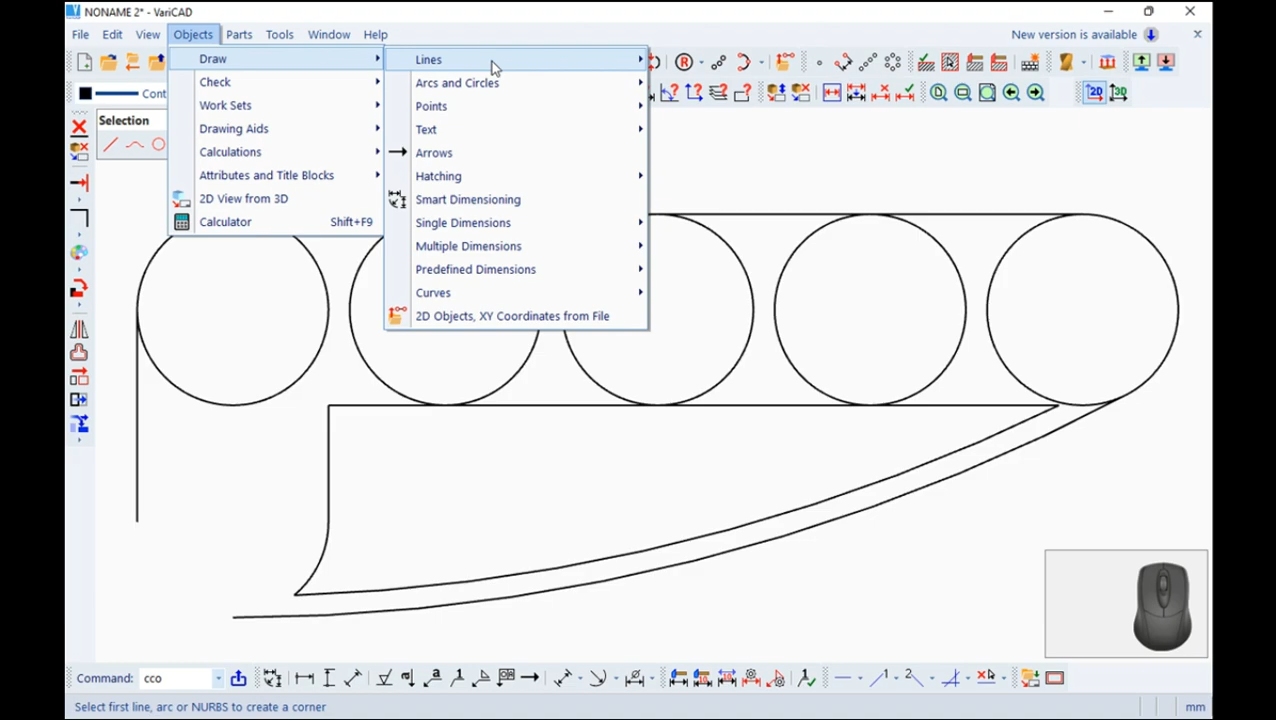 NONAME 2* - VariCAD
File Edit View Objects Parts Tools Window Help
New version is available
Cont
2D 3D
Selection
Draw
Check
Work Sets
Drawing Aids
Calculations
Attributes and Title Blocks
2D View from 3D
Calculator Shift+F9
Lines
Arcs and Circles
Points
Text
Arrows
Hatching
Smart Dimensioning
Single Dimensions
Multiple Dimensions
Predefined Dimensions
Curves
2D Objects, XY Coordinates from File
Command: cco
Select first line, arc or NURBS to create a corner
mm